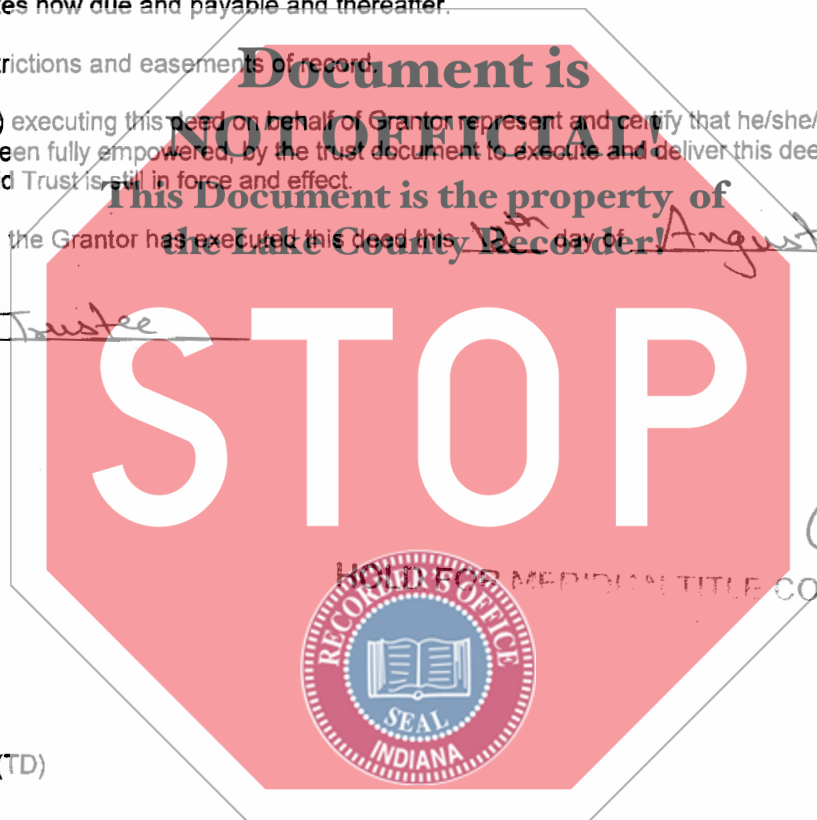 es now due and payable and thereafter.
Document is
rictions and easements of record.
) executing this deed on behalf of Grantor represent and certify that he/she/
NOT OFFICIAL!
een fully empowered, by the trust document to execute and deliver this dee
d Trust is still in force and effect.
This Document is the property of
the Grantor has executed this deed this 12th day of August
the Lake County Recorder!
Trustee
STOP
HOLD FOR MERIDIAN TITLE CO
RECORDER'S OFFICE
SEAL
INDIANA
(TD)